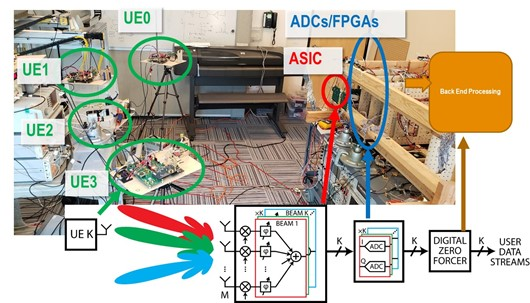 UE0
ADCs/FPGAs
UE1
ASIC
Back End Processing
UE2
UE3
UE K
×K
BEAM K
BEAM 1
φ
φ
φ
M
K
×K
I
ADC
Q
ADC
K
DIGITAL
ZERO
FORCER
K
USER
DATA
STREAMS